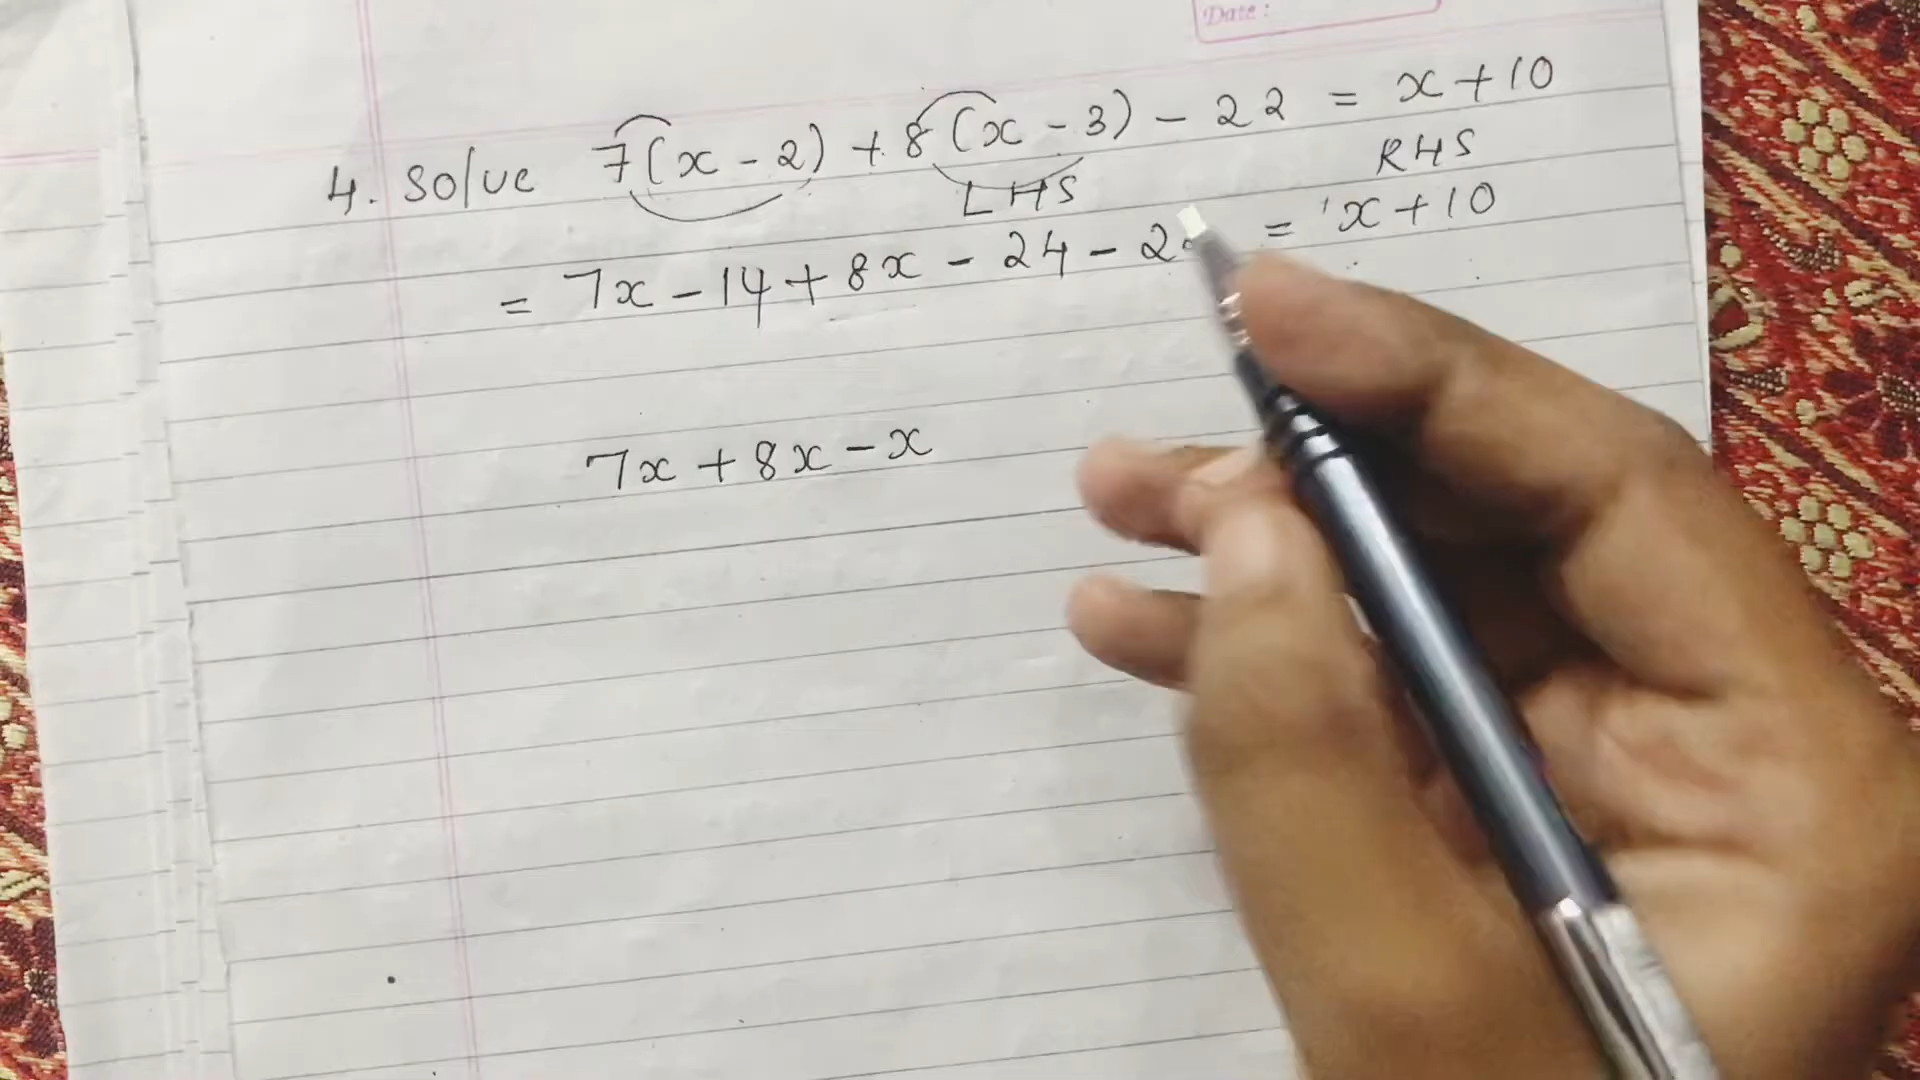 Date :
4. Solve 7(x - 2) + 8(x - 3) - 22 = x + 10
LHS RHS
= 7x - 14 + 8x - 24 - 2 = x + 10
7x + 8x - x